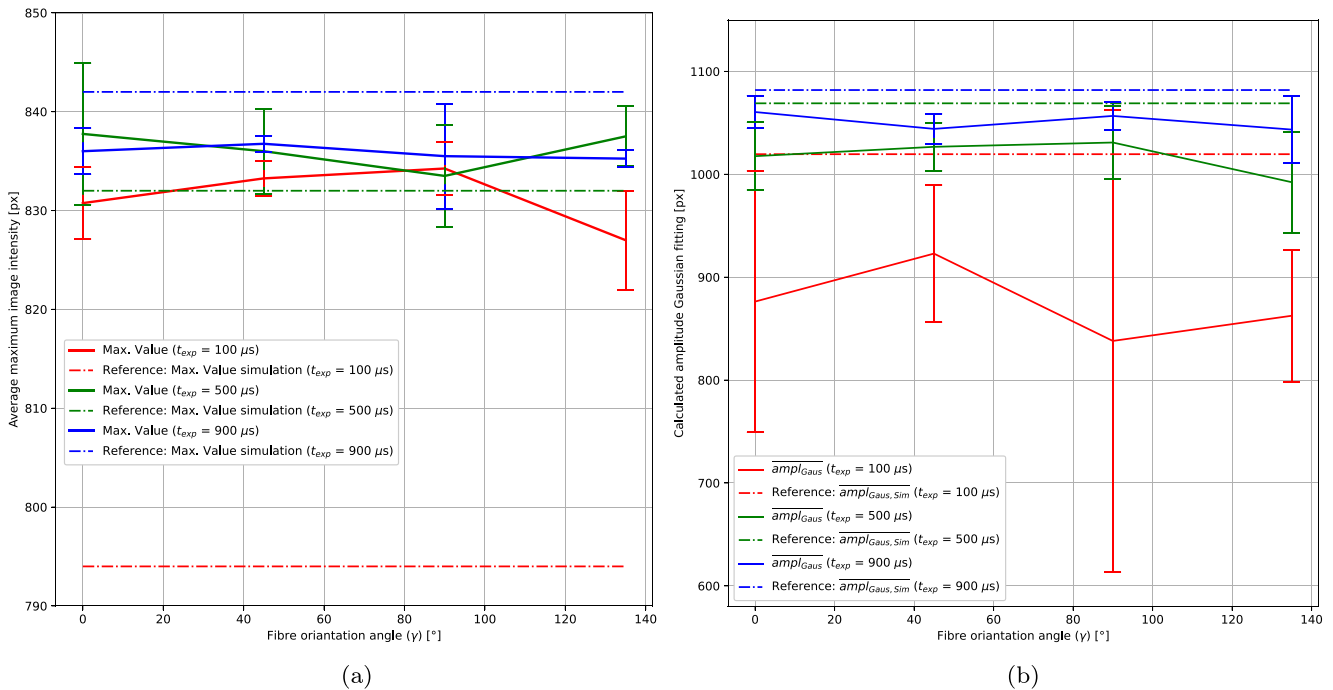 850
840
830
820
810
800
790
Average maximum image intensity [px]
Max. Value (t_exp = 100 μs)
Reference: Max. Value simulation (t_exp = 100 μs)
Max. Value (t_exp = 500 μs)
Reference: Max. Value simulation (t_exp = 500 μs)
Max. Value (t_exp = 900 μs)
Reference: Max. Value simulation (t_exp = 900 μs)
0 20 40 60 80 100 120 140
Fibre oriantation angle (γ) [°]
(a)
1100
1000
900
800
700
600
Calculated amplitude Gaussian fitting [px]
ampl_Gaus (t_exp = 100 μs)
Reference: ampl_Gaus, Sim (t_exp = 100 μs)
ampl_Gaus (t_exp = 500 μs)
Reference: ampl_Gaus, Sim (t_exp = 500 μs)
ampl_Gaus (t_exp = 900 μs)
Reference: ampl_Gaus, Sim (t_exp = 900 μs)
0 20 40 60 80 100 120 140
Fibre oriantation angle (γ) [°]
(b)